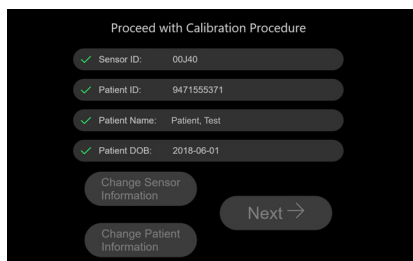 Proceed with Calibration Procedure
Sensor ID: 00J40
Patient ID: 9471555371
Patient Name: Patient, Test
Patient DOB: 2018-06-01
Change Sensor
Information
Next →
Change Patient
Information